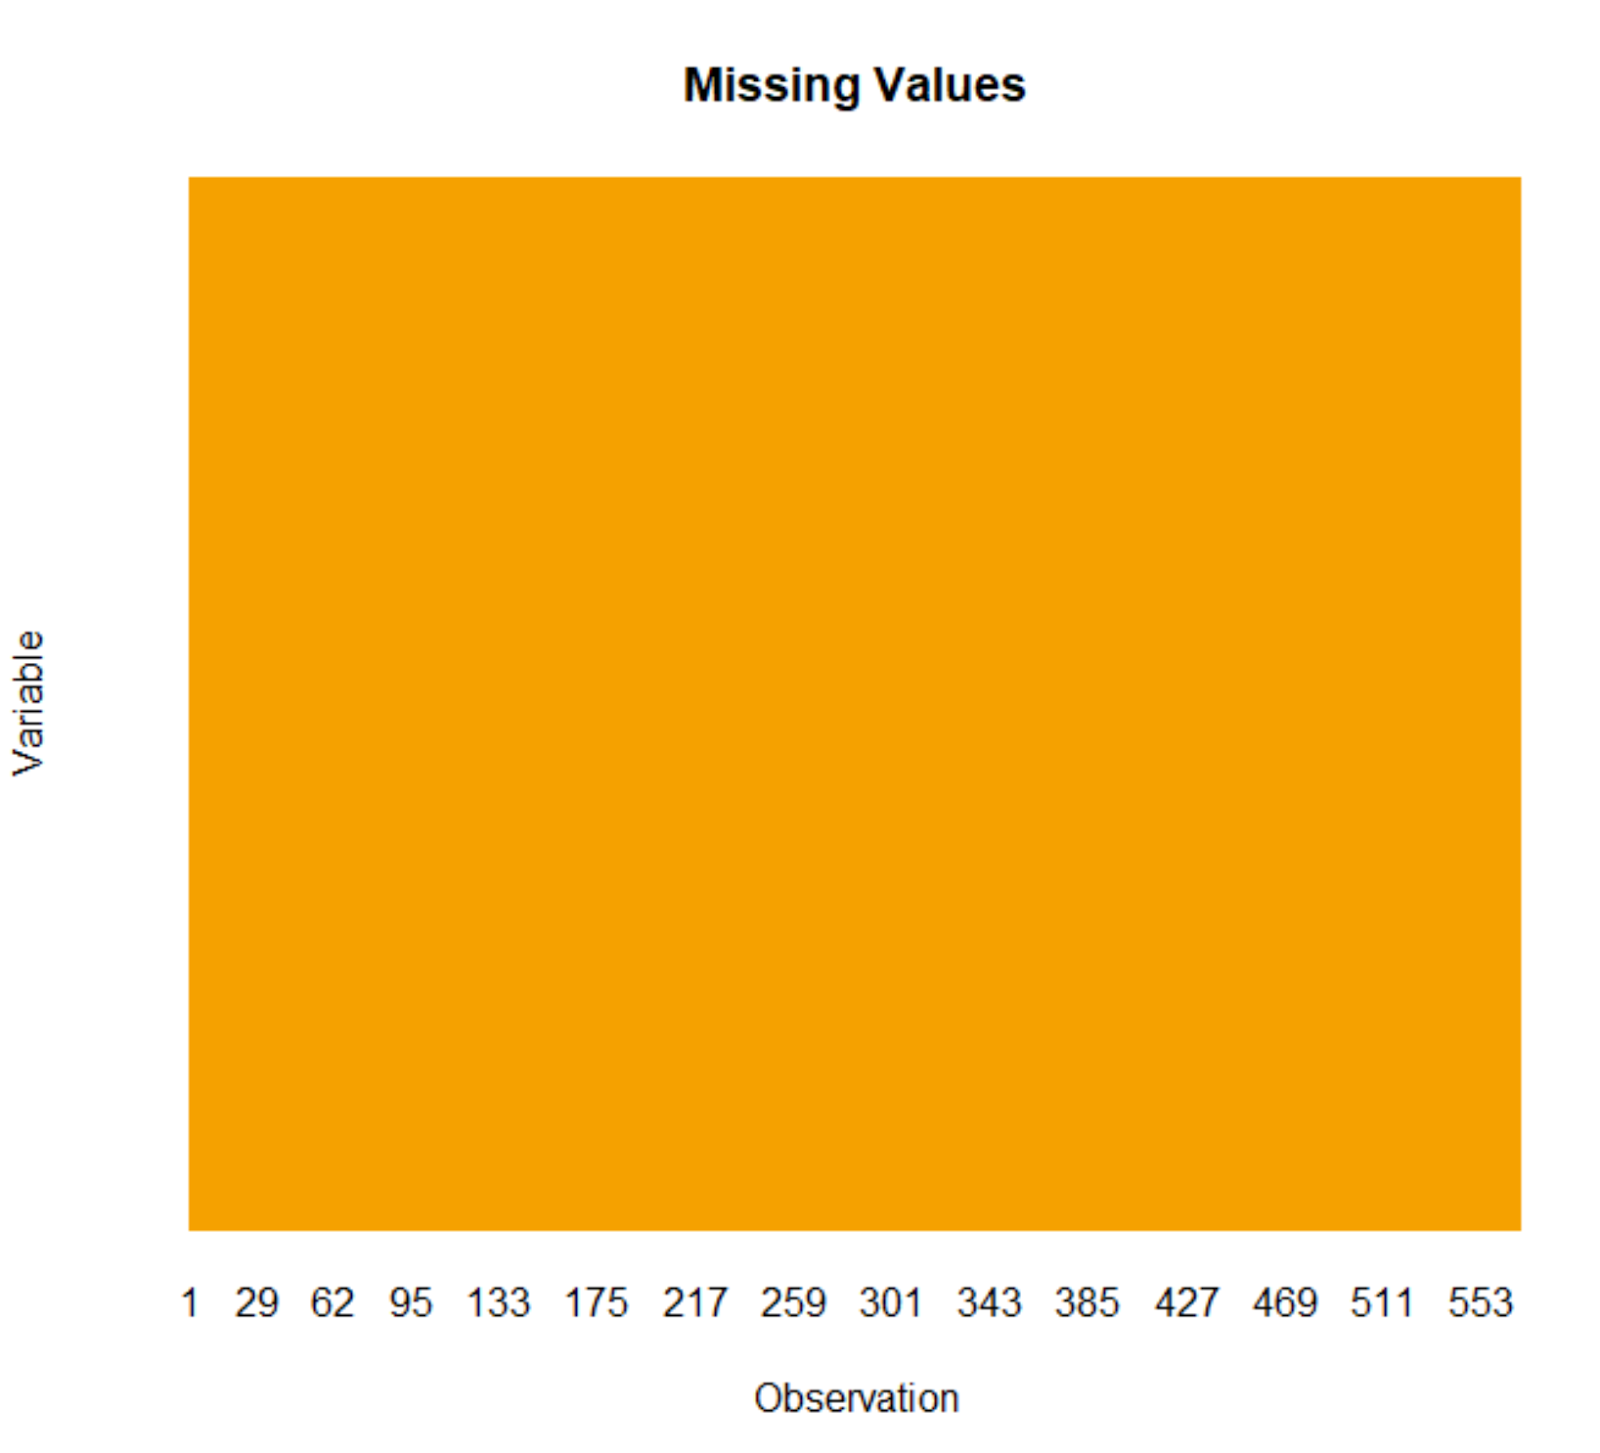 Missing Values
Variable
1 29 62 95 133 175 217 259 301 343 385 427 469 511 553
Observation